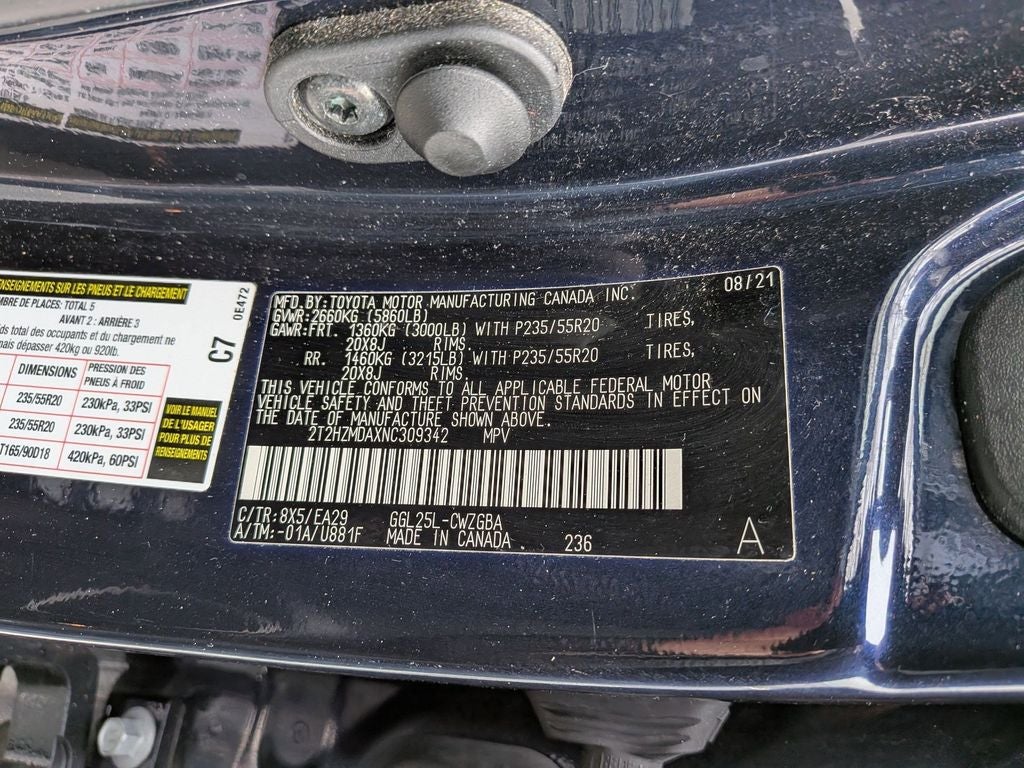 ENSEIGNEMENTS SUR LES PNEUS ET LE CHARGEMENT
MBRE DE PLACES: TOTAL 5
AVANT 2 : ARRIÈRE 3
ds total des occupants et du chargement ne
mais dépasser 420kg ou 920lb.
0E472
C7
DIMENSIONS PRESSION DES PNEUS À FROID
235/55R20 230kPa, 33PSI
235/55R20 230kPa, 33PSI
T165/90D18 420kPa, 60PSI
VOIR LE MANUEL
DE L'USAGER
POUR PLUS DE
RENSEIGNEMENTS
MFD. BY: TOYOTA MOTOR MANUFACTURING CANADA INC. 08/21
GVWR: 2660KG (5860LB)
GAWR: FRT. 1360KG (3000LB) WITH P235/55R20 TIRES,
20X8J RIMS,
RR. 1460KG (3215LB) WITH P235/55R20 TIRES,
20X8J RIMS.
THIS VEHICLE CONFORMS TO ALL APPLICABLE FEDERAL MOTOR
VEHICLE SAFETY AND THEFT PREVENTION STANDARDS IN EFFECT ON
THE DATE OF MANUFACTURE SHOWN ABOVE.
2T2HZMDAXNC309342 MPV
C/TR: 8X5/EA29 GGL25L-CWZGBA
A/TM: -01A/U881F MADE IN CANADA 236 A